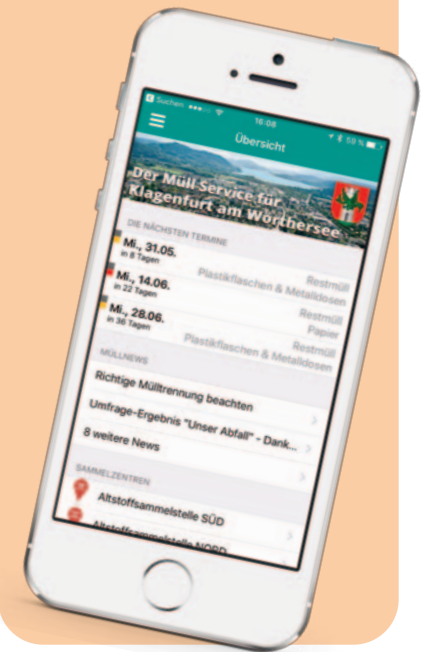 Suchen
16:08
59 %
Übersicht
Der Müll Service für
Klagenfurt am Wörthersee
DIE NÄCHSTEN TERMINE
Mi., 31.05.
in 8 Tagen
Restmüll
Plastikflaschen & Metalldosen
Mi., 14.06.
in 22 Tagen
Restmüll
Papier
Mi., 28.06.
in 36 Tagen
Restmüll
Plastikflaschen & Metalldosen
MÜLLNEWS
Richtige Mülltrennung beachten
Umfrage-Ergebnis "Unser Abfall" - Dank...
8 weitere News
SAMMELZENTREN
Altstoffsammelstelle SÜD
Altstoffsammelstelle NORD